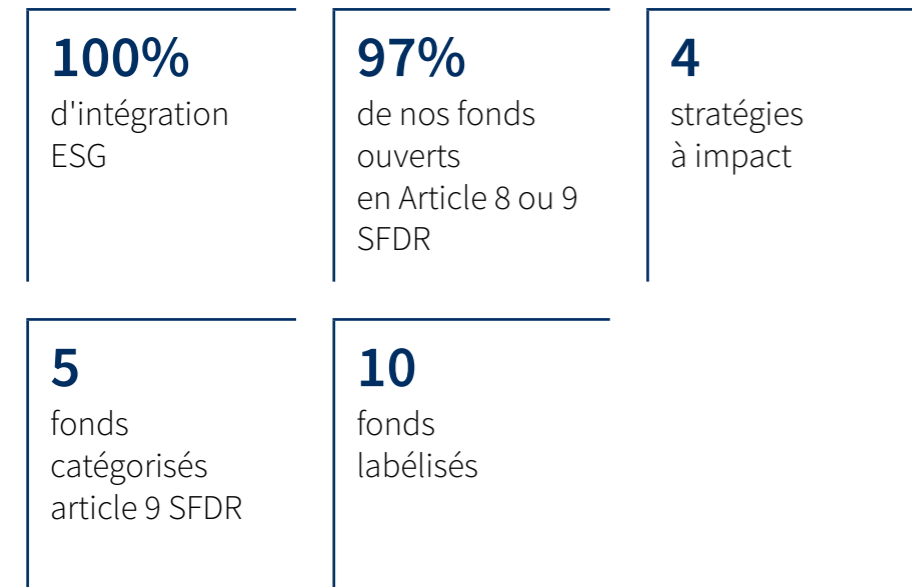 100%
d'intégration
ESG
97%
de nos fonds
ouverts
en Article 8 ou 9
SFDR
4
stratégies
à impact
5
fonds
catégorisés
article 9 SFDR
10
fonds
labélisés